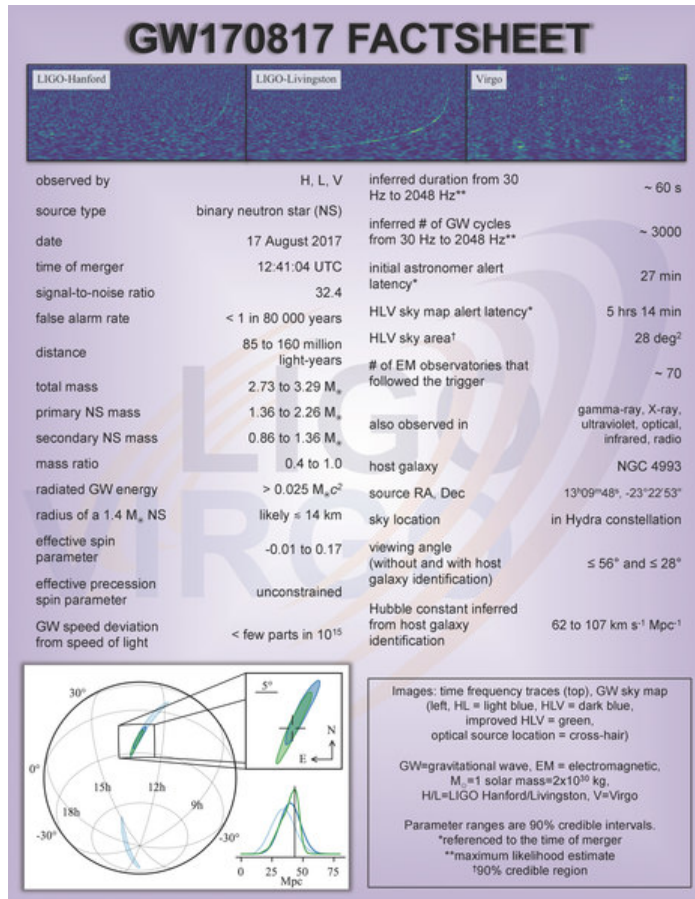 GW170817 FACTSHEET
LIGO-Hanford
LIGO-Livingston
Virgo
observed by H, L, V
source type binary neutron star (NS)
date 17 August 2017
time of merger 12:41:04 UTC
signal-to-noise ratio 32.4
false alarm rate < 1 in 80 000 years
distance 85 to 160 million
light-years
total mass 2.73 to 3.29 M⁎
primary NS mass 1.36 to 2.26 M⁎
secondary NS mass 0.86 to 1.36 M⁎
mass ratio 0.4 to 1.0
radiated GW energy > 0.025 M⁎c²
radius of a 1.4 M⁎ NS likely ≤ 14 km
effective spin
parameter -0.01 to 0.17
effective precession
spin parameter unconstrained
GW speed deviation
from speed of light < few parts in 10¹⁵
inferred duration from 30
Hz to 2048 Hz** ~ 60 s
inferred # of GW cycles
from 30 Hz to 2048 Hz** ~ 3000
initial astronomer alert
latency* 27 min
HLV sky map alert latency* 5 hrs 14 min
HLV sky area† 28 deg²
# of EM observatories that
followed the trigger ~ 70
also observed in gamma-ray, X-ray,
ultraviolet, optical,
infrared, radio
host galaxy NGC 4993
source RA, Dec 13ʰ09ᵐ48ˢ, -23°22'53"
sky location in Hydra constellation
viewing angle
(without and with host
galaxy identification) ≤ 56° and ≤ 28°
Hubble constant inferred
from host galaxy
identification 62 to 107 km s⁻¹ Mpc⁻¹
LIGO
VIRGO
30°
0°
-30°
18h
15h
12h
9h
-30°
5°
N
E
0 25 50 75
Mpc
Images: time frequency traces (top), GW sky map
(left, HL = light blue, HLV = dark blue,
improved HLV = green,
optical source location = cross-hair)
GW=gravitational wave, EM = electromagnetic,
M☉=1 solar mass=2x10³⁰ kg,
H/L=LIGO Hanford/Livingston, V=Virgo
Parameter ranges are 90% credible intervals.
*referenced to the time of merger
**maximum likelihood estimate
†90% credible region